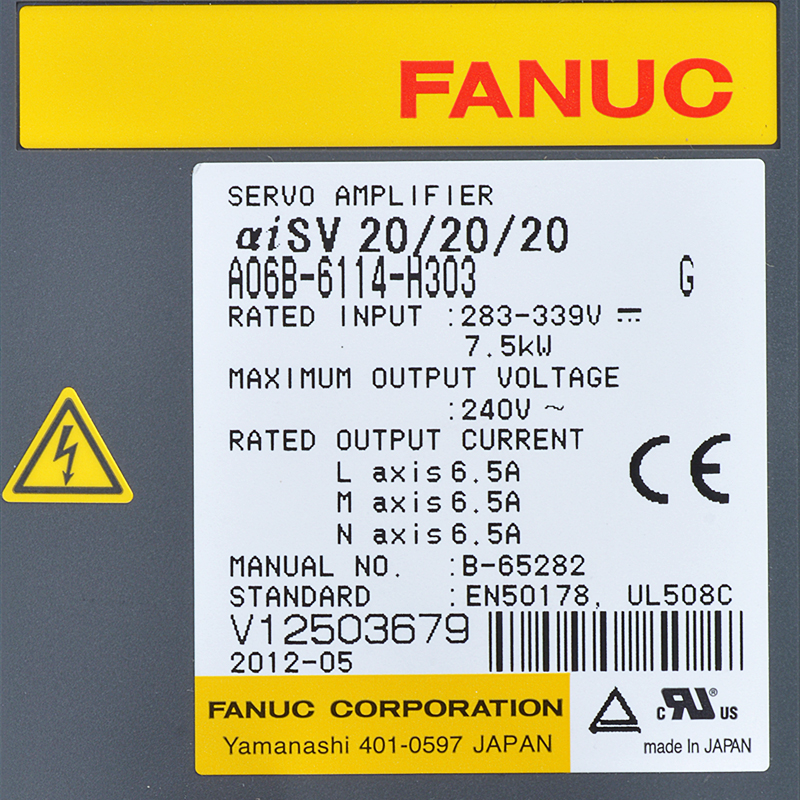 FANUC
SERVO AMPLIFIER
αiSV 20/20/20
A06B-6114-H303 G
RATED INPUT :283-339V ⎓
7.5kW
MAXIMUM OUTPUT VOLTAGE
:240V ~
RATED OUTPUT CURRENT
L axis 6.5A
M axis 6.5A
N axis 6.5A
CE
MANUAL NO. :B-65282
STANDARD :EN50178, UL508C
V12503679
2012-05
FANUC CORPORATION
Yamanashi 401-0597 JAPAN
c RU ® US
made in JAPAN